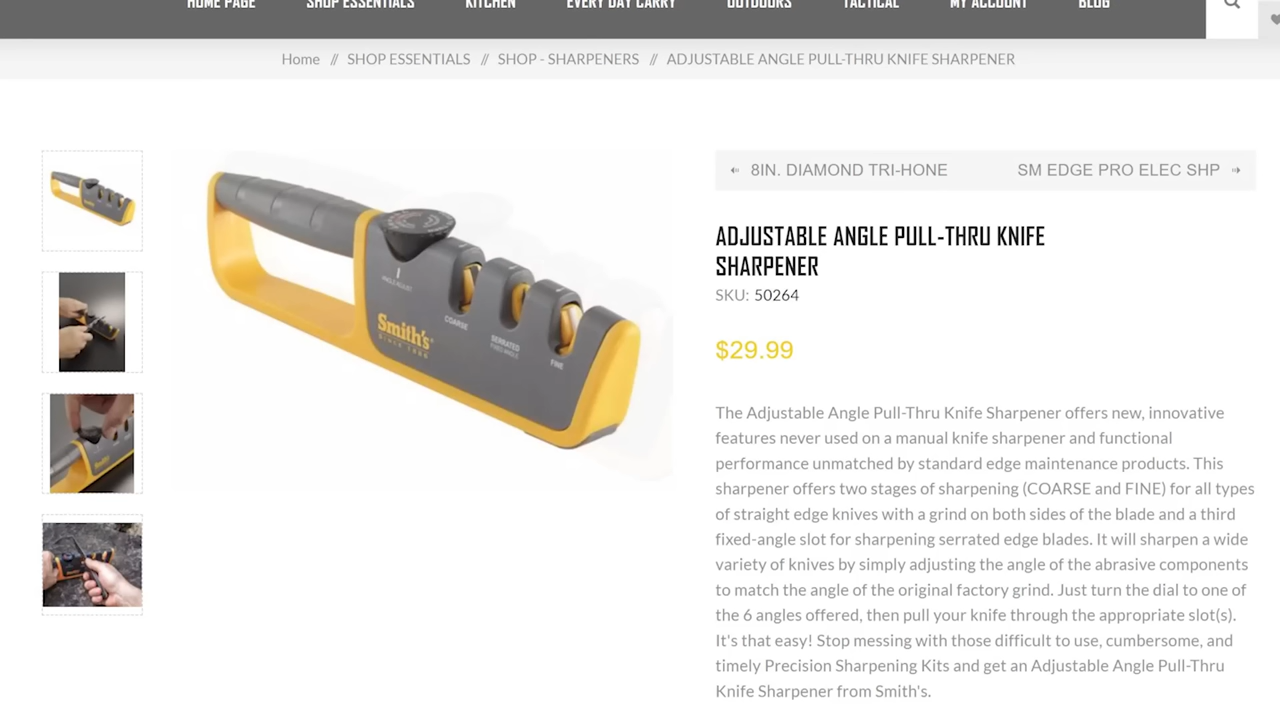 HOME PAGE SHOP ESSENTIALS KITCHEN EVERY DAY CARRY OUTDOORS TACTICAL MY ACCOUNT BLOG
Home // SHOP ESSENTIALS // SHOP - SHARPENERS // ADJUSTABLE ANGLE PULL-THRU KNIFE SHARPENER
8IN. DIAMOND TRI-HONE SM EDGE PRO ELEC SHP
ANGLE ADJUST
Smith's
SINCE 1886
COARSE
SERRATED
FIXED ANGLE
FINE
ADJUSTABLE ANGLE PULL-THRU KNIFE
SHARPENER
SKU: 50264
$29.99
The Adjustable Angle Pull-Thru Knife Sharpener offers new, innovative
features never used on a manual knife sharpener and functional
performance unmatched by standard edge maintenance products. This
sharpener offers two stages of sharpening (COARSE and FINE) for all types
of straight edge knives with a grind on both sides of the blade and a third
fixed-angle slot for sharpening serrated edge blades. It will sharpen a wide
variety of knives by simply adjusting the angle of the abrasive components
to match the angle of the original factory grind. Just turn the dial to one of
the 6 angles offered, then pull your knife through the appropriate slot(s).
It's that easy! Stop messing with those difficult to use, cumbersome, and
timely Precision Sharpening Kits and get an Adjustable Angle Pull-Thru
Knife Sharpener from Smith's.